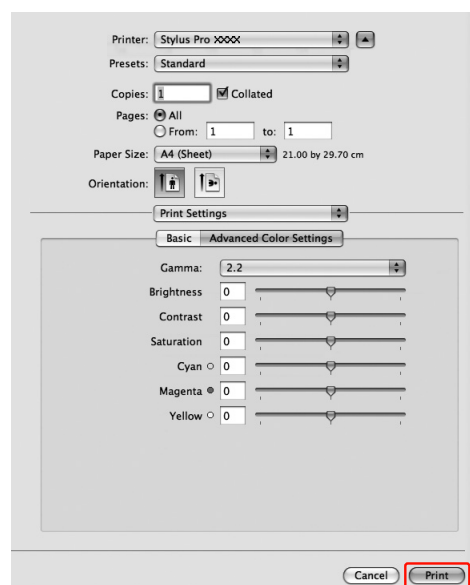 Printer: Stylus Pro XXXX
Presets: Standard
Copies: 1 Collated
Pages: All
From: 1 to: 1
Paper Size: A4 (Sheet) 21.00 by 29.70 cm
Orientation:
Print Settings
Basic Advanced Color Settings
Gamma: 2.2
Brightness 0
Contrast 0
Saturation 0
Cyan 0
Magenta 0
Yellow 0
Cancel Print